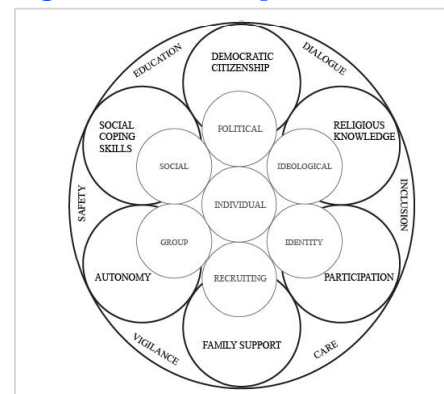 EDUCATION
DIALOGUE
DEMOCRATIC
CITIZENSHIP
SOCIAL
COPING
SKILLS
POLITICAL
RELIGIOUS
KNOWLEDGE
SOCIAL
IDEOLOGICAL
SAFETY
INDIVIDUAL
INCLUSION
GROUP
IDENTITY
AUTONOMY
RECRUITING
PARTICIPATION
VIGILANCE
FAMILY SUPPORT
CARE